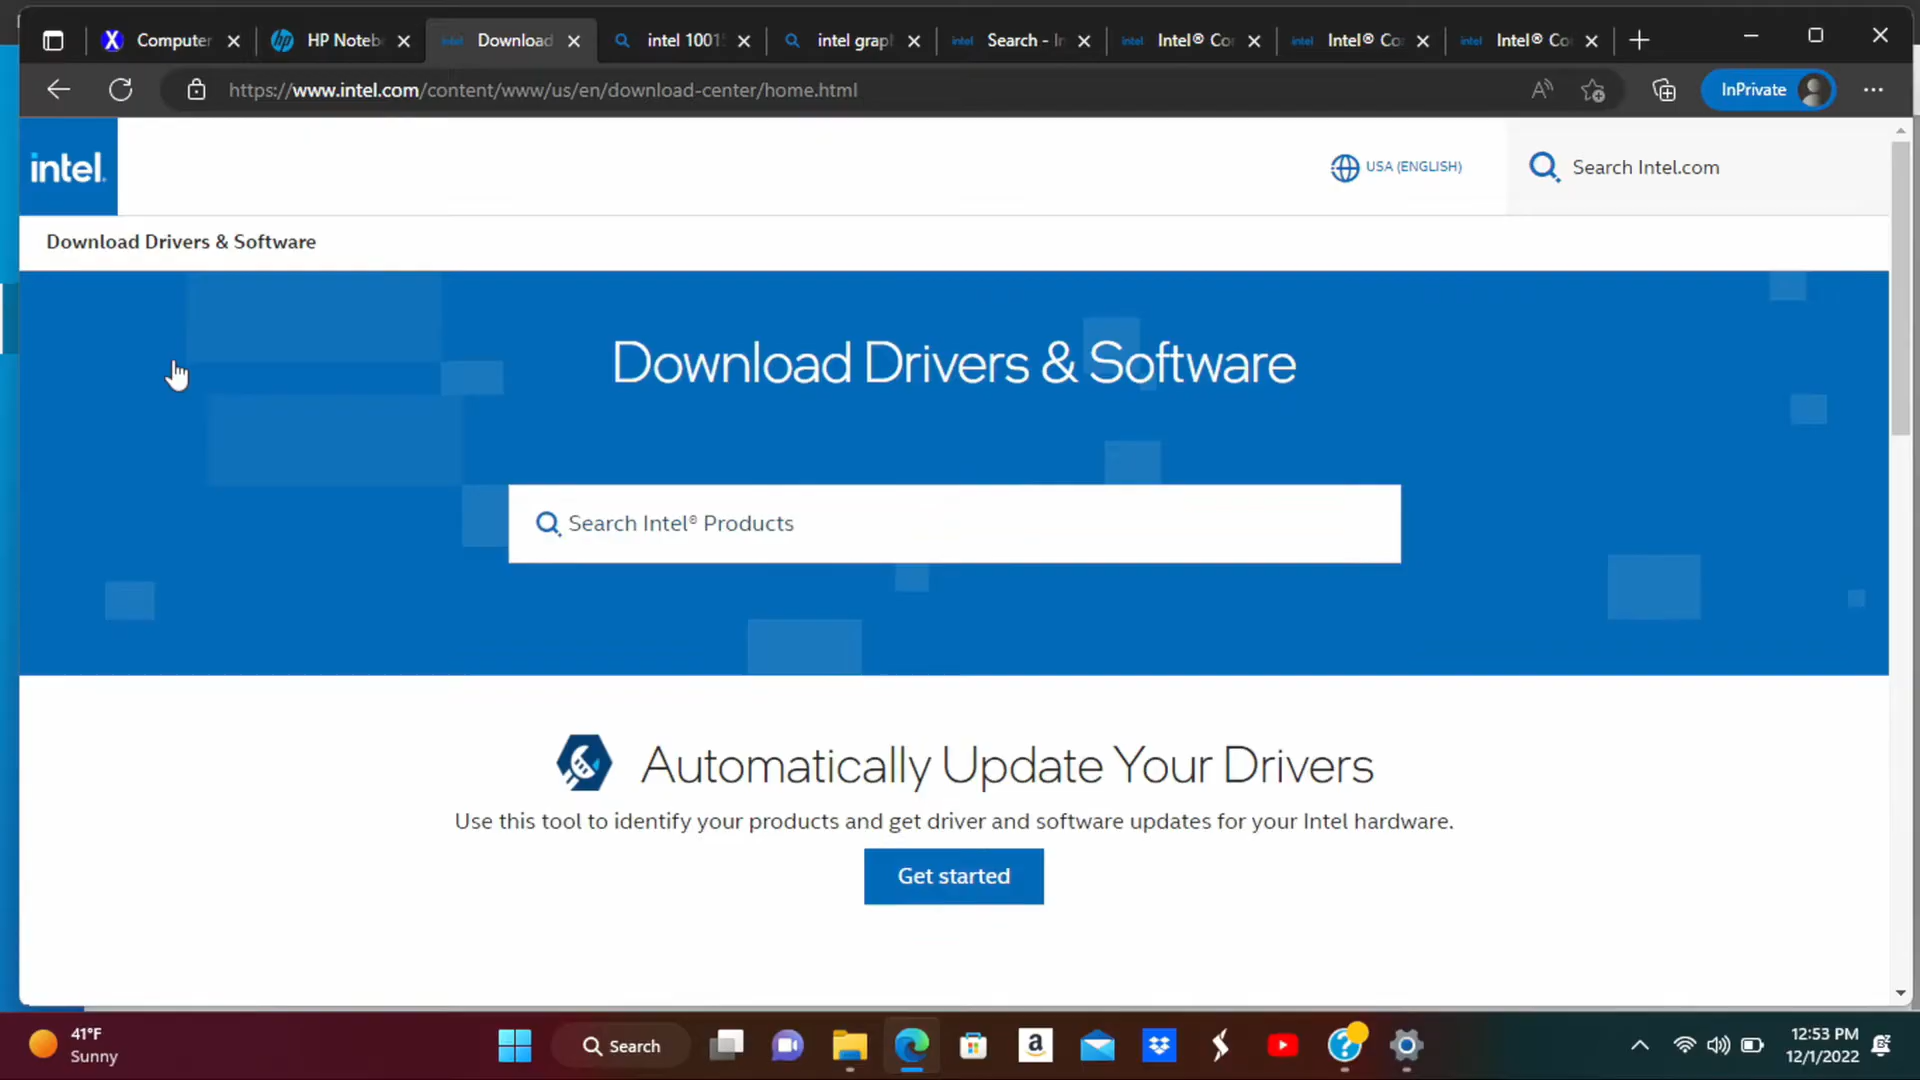 Computer
HP Noteb
Download
intel 1001
intel grap
Search - In
Intel® Co
Intel® Co
Intel® Co
https://www.intel.com/content/www/us/en/download-center/home.html
InPrivate
intel.
USA (ENGLISH)
Search Intel.com
Download Drivers & Software
Download Drivers & Software
Search Intel® Products
Automatically Update Your Drivers
Use this tool to identify your products and get driver and software updates for your Intel hardware.
Get started
41°F
Sunny
Search
12:53 PM
12/1/2022